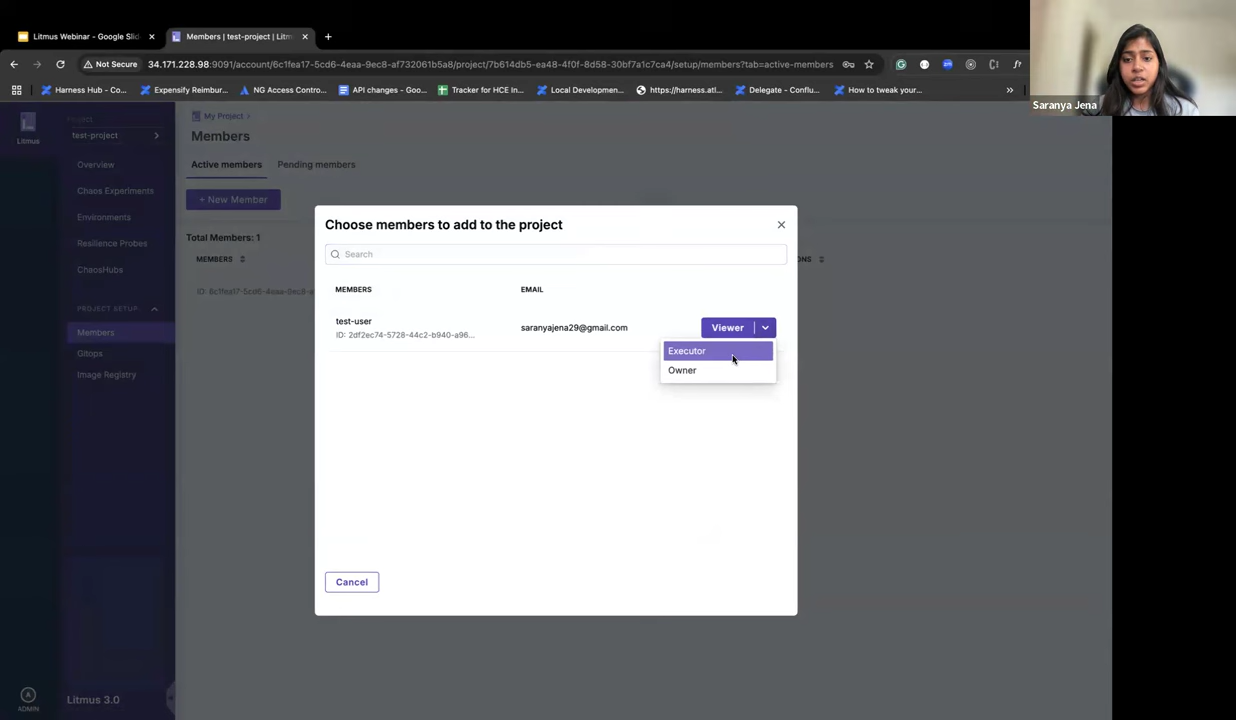 Litmus Webinar - Google Slid
Members | test-project | Litm
Not Secure
34.171.228.98:9091/account/6c1fea17-5cd6-4eaa-9ec8-af732061b5a8/project/7b614db5-ea48-4f0f-8d58-30bf7a1c7ca4/setup/members?tab=active-members
Harness Hub - Co...
Expensify Reimbur...
NG Access Contro...
API changes - Goo...
Tracker for HCE In...
Local Developmen...
https://harness.atl...
Delegate - Conflu...
How to tweak your...
Saranya Jena
Litmus
PROJECT
test-project
Overview
Chaos Experiments
Environments
Resilience Probes
ChaosHubs
PROJECT SETUP
Members
Gitops
Image Registry
ADMIN
Litmus 3.0
My Project
Members
Active members
Pending members
+ New Member
Total Members: 1
MEMBERS
Choose members to add to the project
Search
MEMBERS
EMAIL
test-user
ID: 2df2ec74-5728-44c2-b940-a96...
saranyajena29@gmail.com
Viewer
Executor
Owner
Cancel